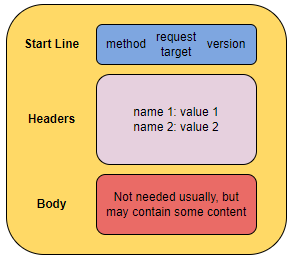 Start Line
method request target version
Headers
name 1: value 1
name 2: value 2
Body
Not needed usually, but
may contain some content